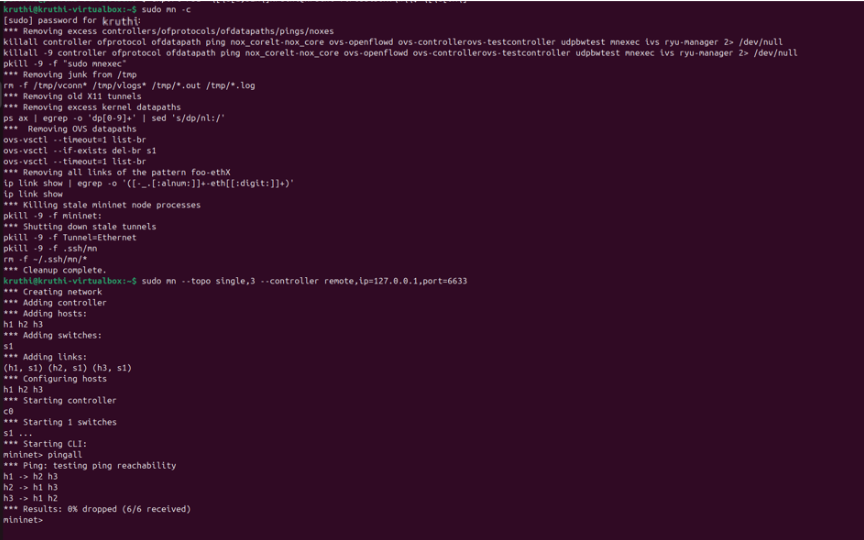 kruthi@kruthi-virtualbox:~$ sudo mn -c
[sudo] password for kruthi:
*** Removing excess controllers/ofprotocols/ofdatapaths/pings/noxes
killall controller ofprotocol ofdatapath ping nox_corelt-nox_core ovs-openflowd ovs-controllerovs-testcontroller udpbwtest mnexec ivs ryu-manager 2> /dev/null
killall -9 controller ofprotocol ofdatapath ping nox_corelt-nox_core ovs-openflowd ovs-controllerovs-testcontroller udpbwtest mnexec ivs ryu-manager 2> /dev/null
pkill -9 -f "sudo mnexec"
*** Removing junk from /tmp
rm -f /tmp/vconn* /tmp/vlogs* /tmp/*.out /tmp/*.log
*** Removing old X11 tunnels
*** Removing excess kernel datapaths
ps ax | egrep -o 'dp[0-9]+' | sed 's/dp/nl:/'
***  Removing OVS datapaths
ovs-vsctl --timeout=1 list-br
ovs-vsctl --if-exists del-br s1
ovs-vsctl --timeout=1 list-br
*** Removing all links of the pattern foo-ethX
ip link show | egrep -o '([-_.[:alnum:]]+-eth[[:digit:]]+)'
ip link show
*** Killing stale mininet node processes
pkill -9 -f mininet:
*** Shutting down stale tunnels
pkill -9 -f Tunnel=Ethernet
pkill -9 -f .ssh/mn
rm -f ~/.ssh/mn/*
*** Cleanup complete.
kruthi@kruthi-virtualbox:~$ sudo mn --topo single,3 --controller remote,ip=127.0.0.1,port=6633
*** Creating network
*** Adding controller
*** Adding hosts:
h1 h2 h3
*** Adding switches:
s1
*** Adding links:
(h1, s1) (h2, s1) (h3, s1)
*** Configuring hosts
h1 h2 h3
*** Starting controller
c0
*** Starting 1 switches
s1 ...
*** Starting CLI:
mininet> pingall
*** Ping: testing ping reachability
h1 -> h2 h3
h2 -> h1 h3
h3 -> h1 h2
*** Results: 0% dropped (6/6 received)
mininet>